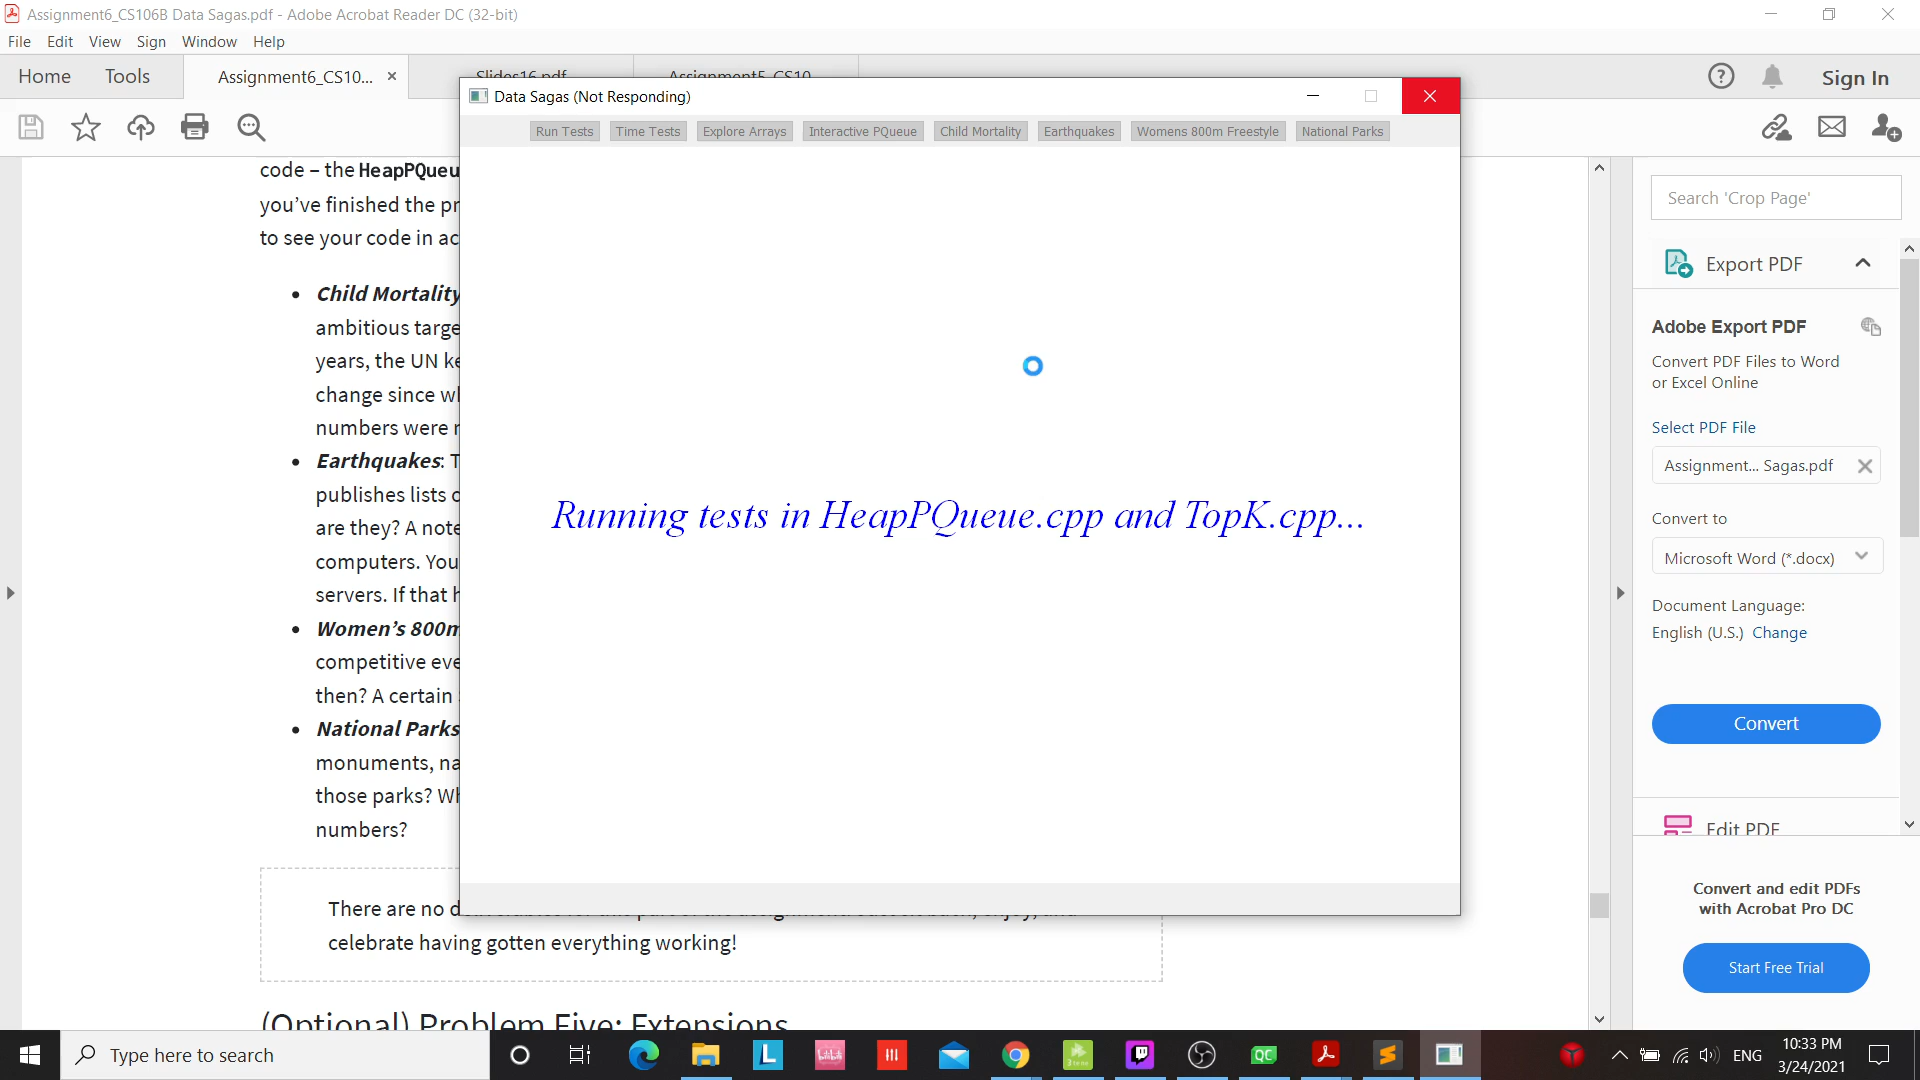 Assignment6_CS106B Data Sagas.pdf - Adobe Acrobat Reader DC (32-bit)
File Edit View Sign Window Help
Home Tools Assignment6_CS10... × Slides16.pdf Assignment5_CS10...
? Sign In
Data Sagas (Not Responding)
Run Tests Time Tests Explore Arrays Interactive PQueue Child Mortality Earthquakes Womens 800m Freestyle National Parks
Running tests in HeapPQueue.cpp and TopK.cpp...
code – the HeapPQueu
you've finished the pr
to see your code in ac
• Child Mortality
ambitious targe
years, the UN ke
change since wh
numbers were r
• Earthquakes: T
publishes lists o
are they? A note
computers. You
servers. If that h
• Women's 800m
competitive eve
then? A certain
• National Parks
monuments, na
those parks? Wh
numbers?
There are no d
celebrate having gotten everything working!
(Optional) Problem Five: Extensions
Search 'Crop Page'
Export PDF
Adobe Export PDF
Convert PDF Files to Word
or Excel Online
Select PDF File
Assignment... Sagas.pdf
Convert to
Microsoft Word (*.docx)
Document Language:
English (U.S.) Change
Convert
Edit PDF
Convert and edit PDFs
with Acrobat Pro DC
Start Free Trial
Type here to search
L
QC
ENG
10:33 PM
3/24/2021